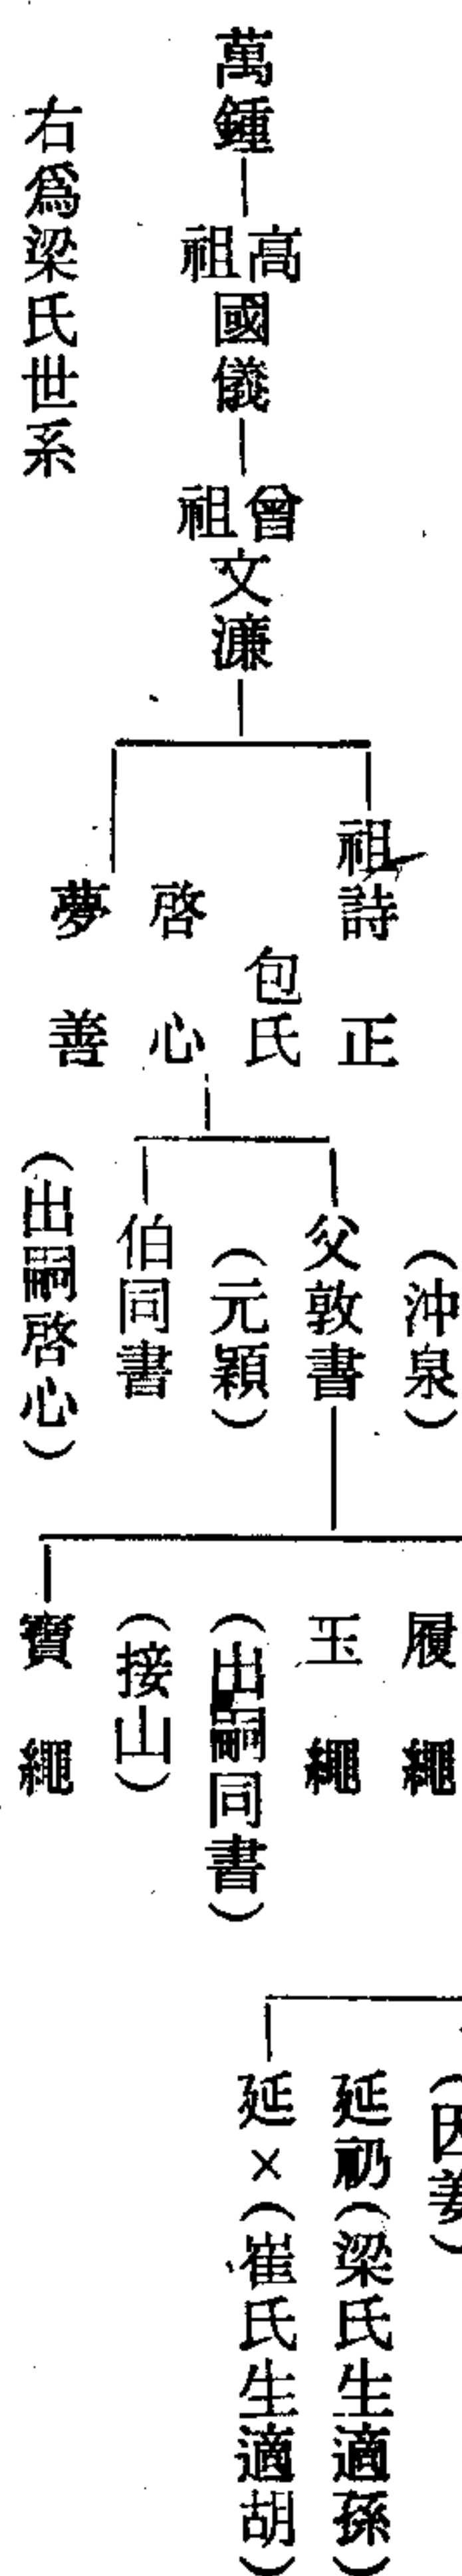 (因姜)
延礽(梁氏生適孫)
延×(崔氏生適胡)
履繩
玉繩
(出嗣同書)
(接山)
寶繩
(沖泉)
父敦書
(元穎)
伯同書
(出嗣啓心)
祖詩正
包氏
啓心
夢善
萬鍾—高祖國儀—曾祖文濂
右爲梁氏世系